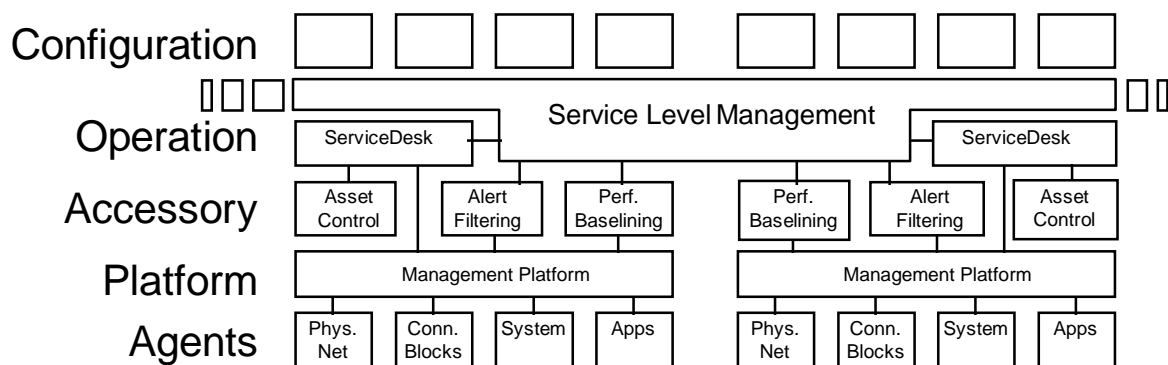 Configuration
Service Level Management
Operation
ServiceDesk
ServiceDesk
Accessory
Asset
Control
Alert
Filtering
Perf.
Baselining
Perf.
Baselining
Alert
Filtering
Asset
Control
Platform
Management Platform
Management Platform
Agents
Phys.
Net
Conn.
Blocks
System
Apps
Phys.
Net
Conn.
Blocks
System
Apps